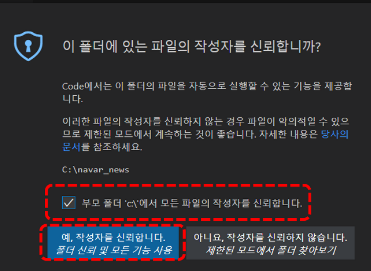 이 폴더에 있는 파일의 작성자를 신뢰합니까?
Code에서는 이 폴더의 파일을 자동으로 실행할 수 있는 기능을 제공합
니다.
이러한 파일의 작성자를 신뢰하지 않는 경우 파일이 악의적일 수 있으
므로 제한된 모드에서 계속하는 것이 좋습니다. 자세한 내용은 당사의
문서를 참조하세요.
C:\navar_news
부모 폴더 'c:\'에서 모든 파일의 작성자를 신뢰합니다.
예, 작성자를 신뢰합니다.
폴더 신뢰 및 모든 기능 사용
아니요, 작성자를 신뢰하지 않습니다.
제한된 모드에서 폴더 찾아보기